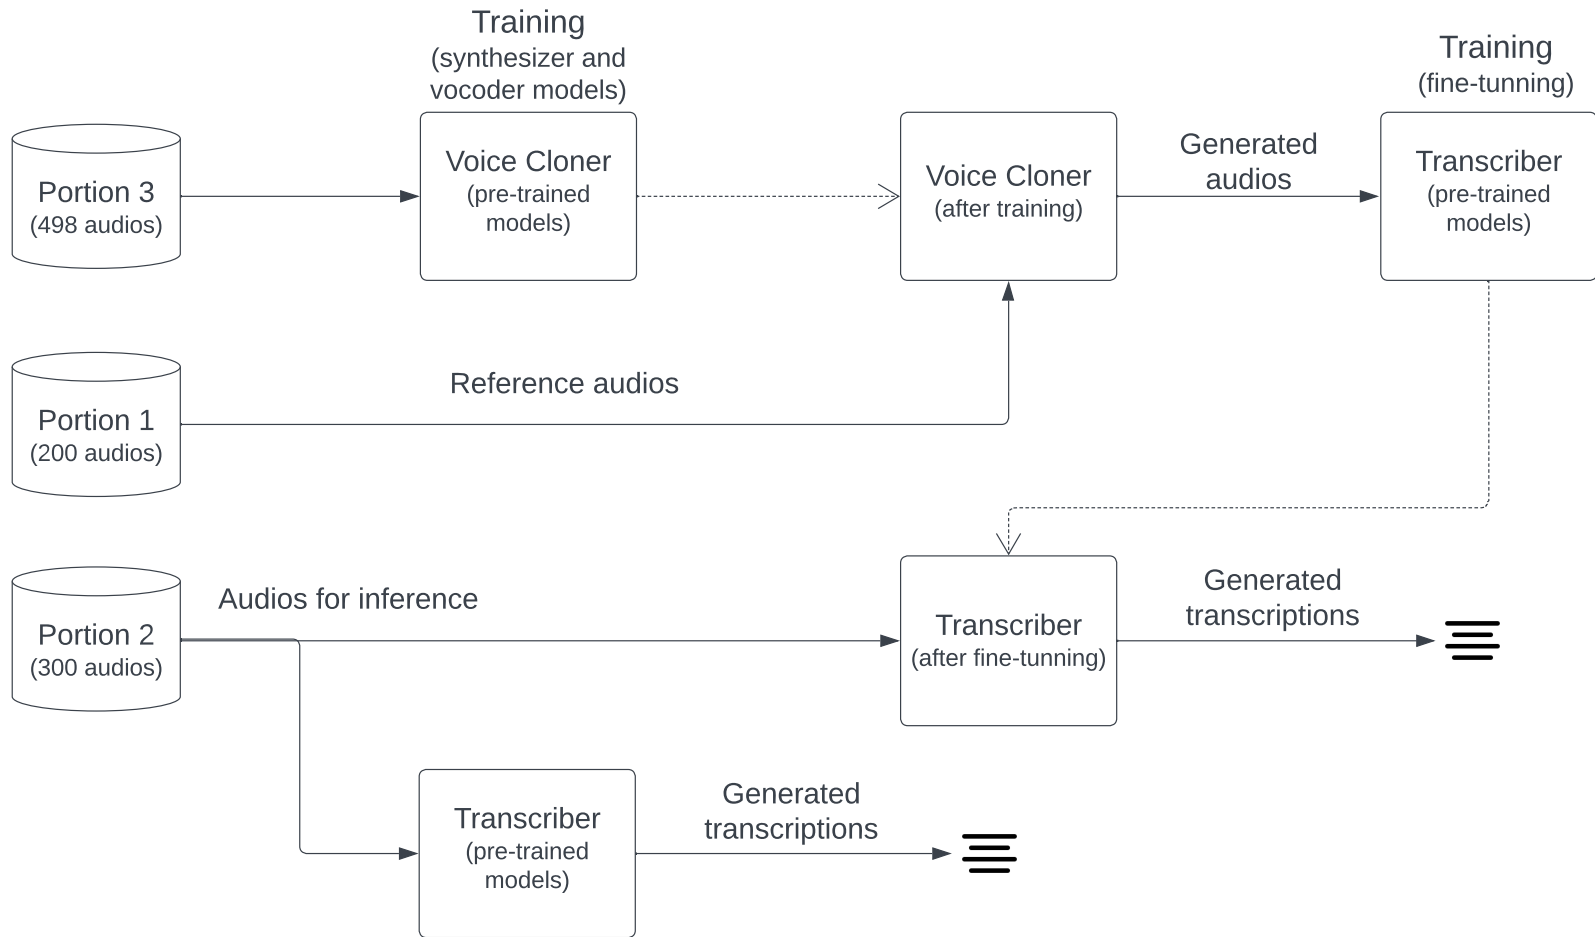 Training
(synthesizer and
vocoder models)
Training
(fine-tunning)
Portion 3
(498 audios)
Voice Cloner
(pre-trained
models)
Voice Cloner
(after training)
Generated
audios
Transcriber
(pre-trained
models)
Portion 1
(200 audios)
Reference audios
Portion 2
(300 audios)
Audios for inference
Transcriber
(after fine-tunning)
Generated
transcriptions
Transcriber
(pre-trained
models)
Generated
transcriptions